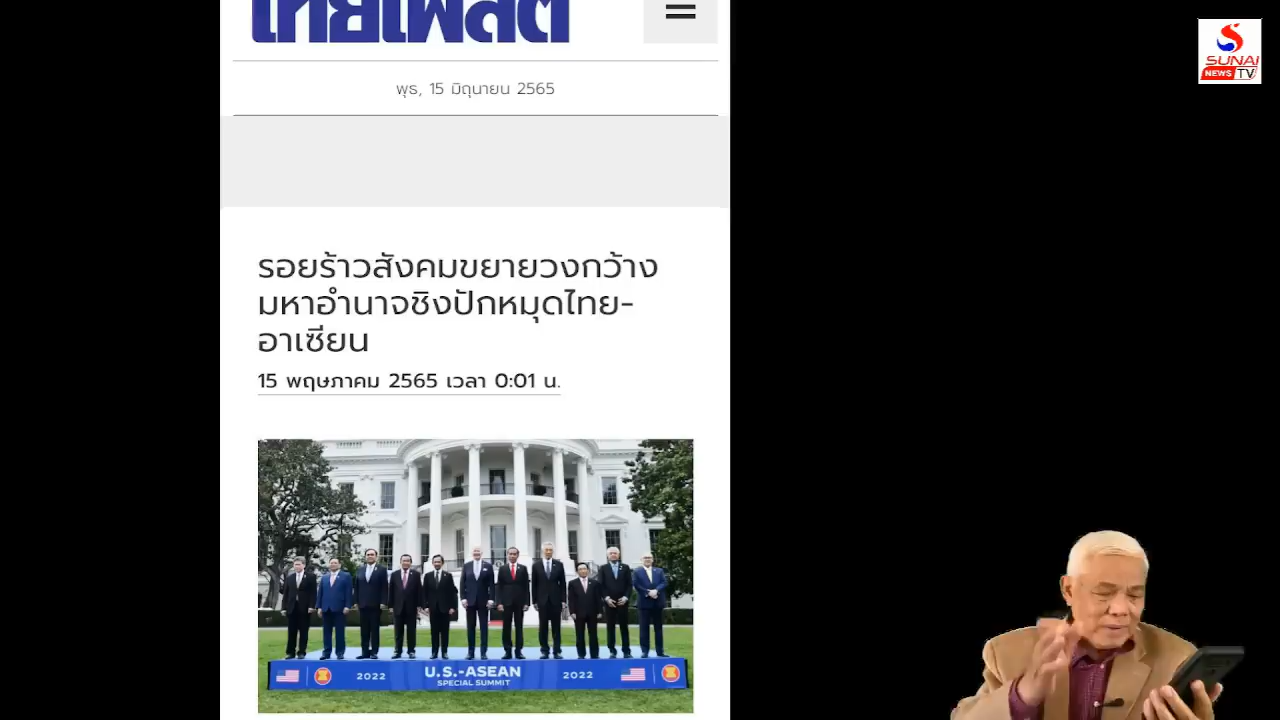 ไทยโพสต์
SUNAI
NEWS TV
พุธ, 15 มิถุนายน 2565
รอยร้าวสังคมขยายวงกว้าง
มหาอำนาจชิงปักหมุดไทย-
อาเซียน
15 พฤษภาคม 2565 เวลา 0:01 น.
2022
U.S.-ASEAN
SPECIAL SUMMIT
2022